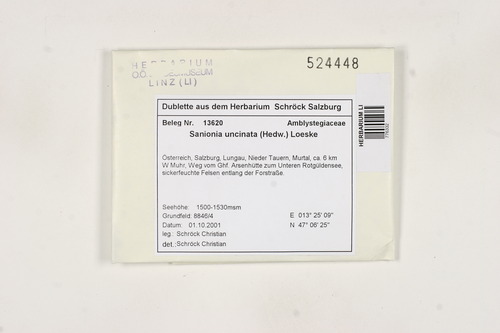 HERBARIUM
524448
LINZ (LI)
Dublette aus dem Herbarium Schröck Salzburg
Beleg Nr. 13620 Amblystegiaceae
Sanionia uncinata (Hedw.) Loeske
Österreich, Salzburg, Lungau, Nieder Tauern, Murtal, ca. 6 km
W Muhr, Weg vom Ghf. Arsenhütte zum Unteren Rotgüldensee,
sickerfeuchte Felsen entlang der Forstraße.
Seehöhe: 1500-1530msm
Grundfeld: 8846/4 E 013° 25' 09"
Datum: 01.10.2001 N 47° 06' 25"
leg.: Schröck Christian
det.: Schröck Christian
HERBARIUM LI